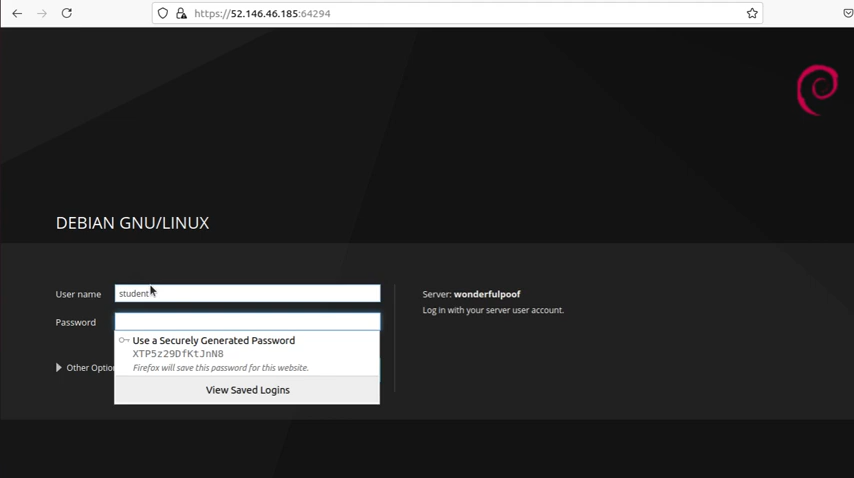 https://52.146.46.185:64294
DEBIAN GNU/LINUX
User name
student
Server: wonderfulpoof
Log in with your server user account.
Password
Use a Securely Generated Password
XTP5z29DfKtJnN8
Firefox will save this password for this website.
Other Option
View Saved Logins